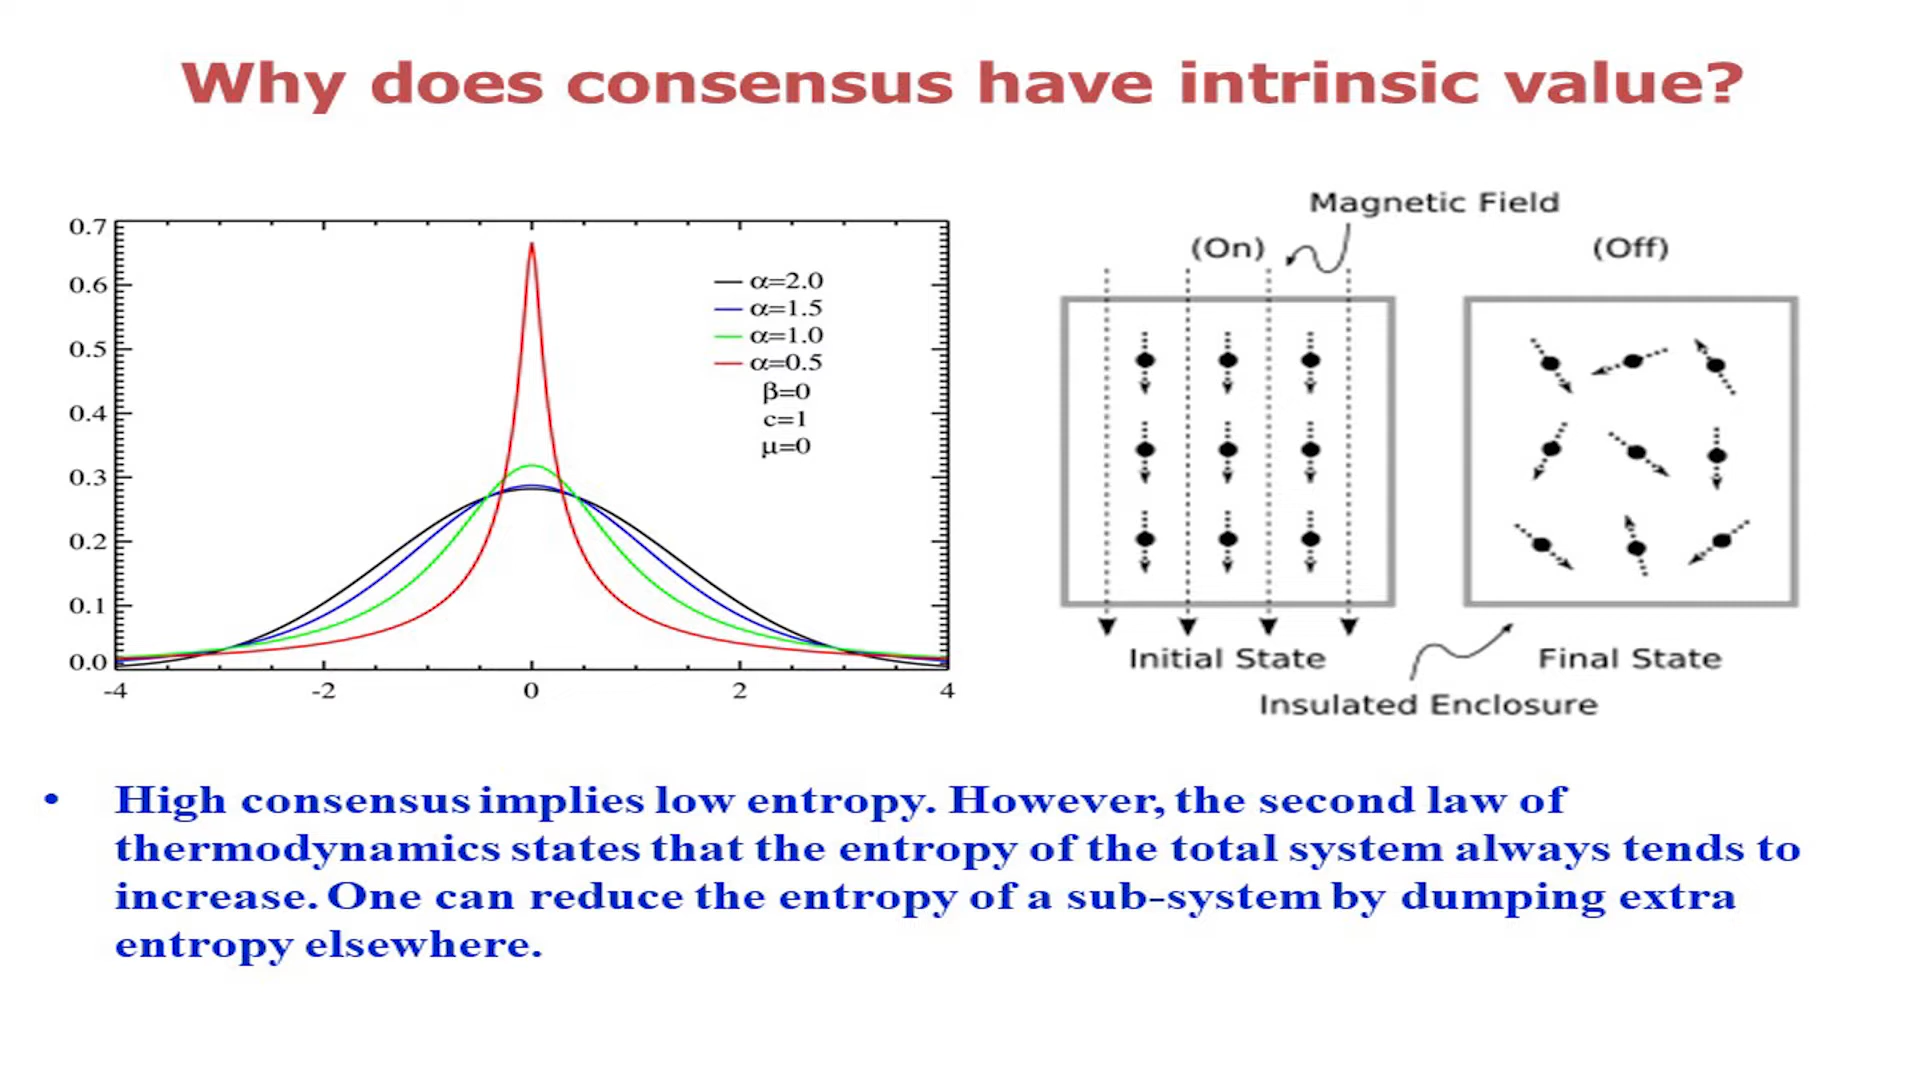 Why does consensus have intrinsic value?
0.7
0.6
0.5
0.4
0.3
0.2
0.1
0.0
-4
-2
0
2
4
α=2.0
α=1.5
α=1.0
α=0.5
β=0
c=1
μ=0
Magnetic Field
(On)
(Off)
Initial State
Final State
Insulated Enclosure
• High consensus implies low entropy. However, the second law of
thermodynamics states that the entropy of the total system always tends to
increase. One can reduce the entropy of a sub-system by dumping extra
entropy elsewhere.